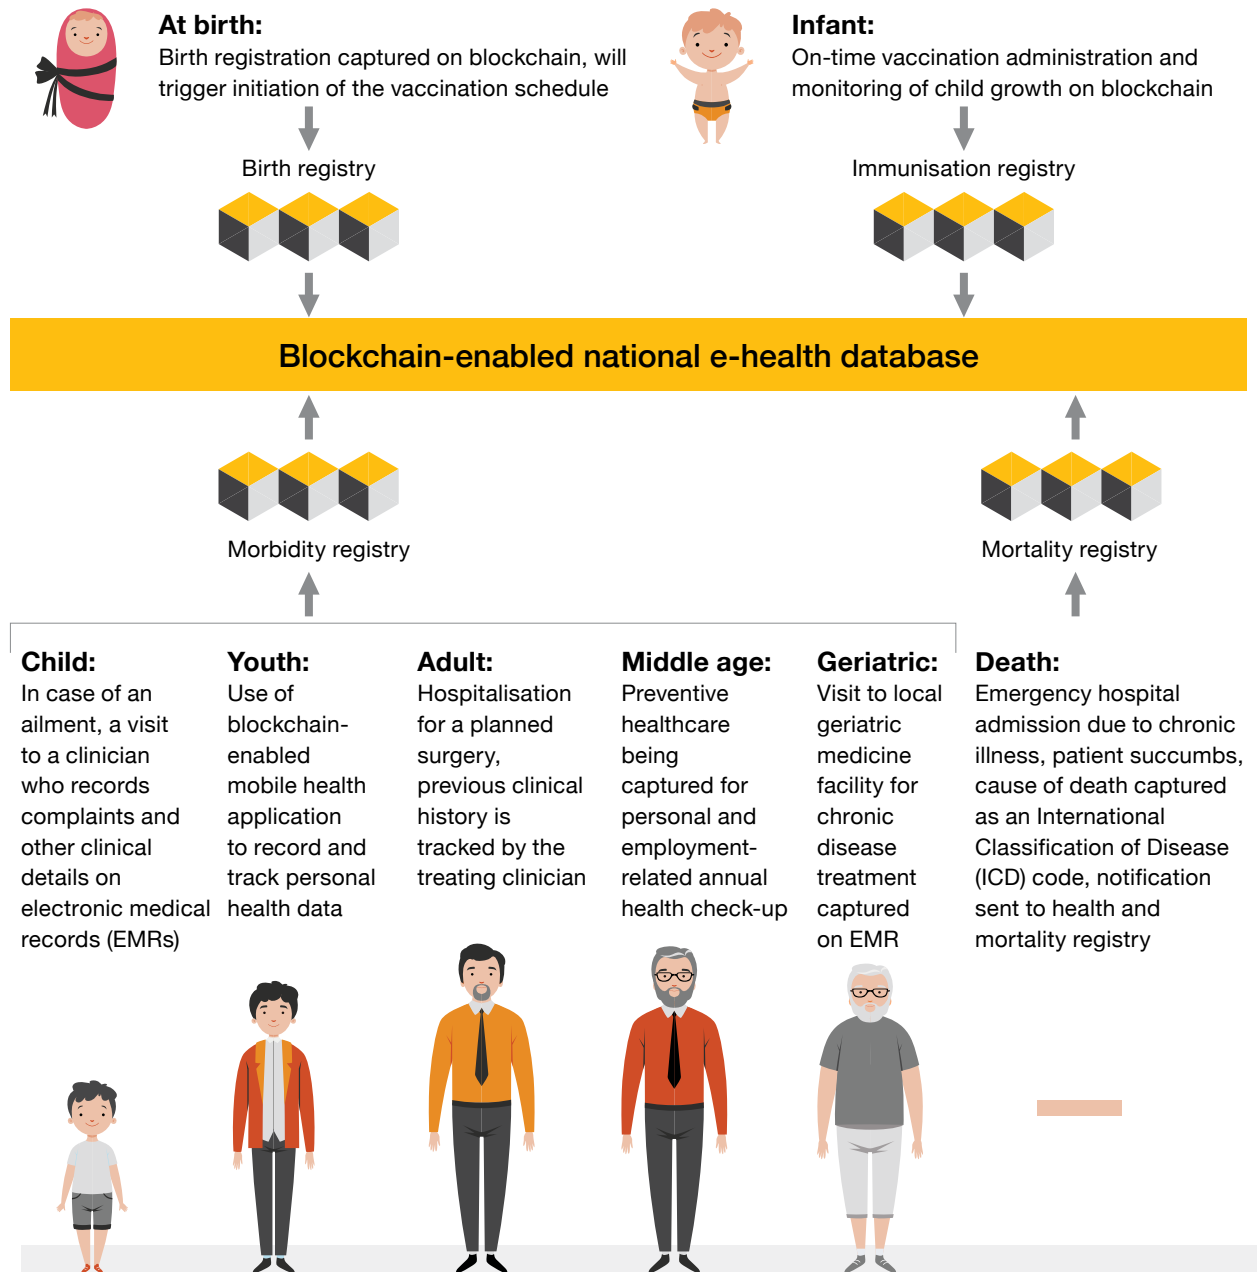 At birth:
Birth registration captured on blockchain, will
trigger initiation of the vaccination schedule
Birth registry
Infant:
On-time vaccination administration and
monitoring of child growth on blockchain
Immunisation registry
Blockchain-enabled national e-health database
Morbidity registry
Mortality registry
Child:
In case of an
ailment, a visit
to a clinician
who records
complaints and
other clinical
details on
electronic medical
records (EMRs)
Youth:
Use of
blockchain-
enabled
mobile health
application
to record and
track personal
health data
Adult:
Hospitalisation
for a planned
surgery,
previous clinical
history is
tracked by the
treating clinician
Middle age:
Preventive
healthcare
being
captured for
personal and
employment-
related annual
health check-up
Geriatric:
Visit to local
geriatric
medicine
facility for
chronic
disease
treatment
captured
on EMR
Death:
Emergency hospital
admission due to chronic
illness, patient succumbs,
cause of death captured
as an International
Classification of Disease
(ICD) code, notification
sent to health and
mortality registry